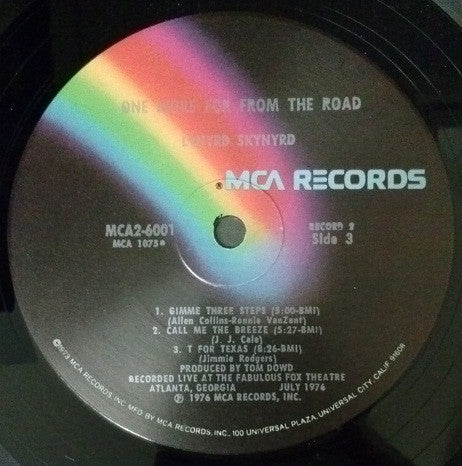 ONE MORE FOR FROM THE ROAD
LYNYRD SKYNYRD
® MCA RECORDS
MCA2-6001
MCA 1075●
RECORD 2
Side 3
1. GIMME THREE STEPS (5:00-BMI)
(Allen Collins-Ronnie VanZant)
2. CALL ME THE BREEZE (5:27-BMI)
(J. J. Cale)
3. T FOR TEXAS (8:26-BMI)
(Jimmie Rodgers)
PRODUCED BY TOM DOWD
RECORDED LIVE AT THE FABULOUS FOX THEATRE
ATLANTA, GEORGIA JULY 1976
Ⓟ 1976 MCA RECORDS, INC.
©1973 MCA RECORDS, INC. MFG. BY MCA RECORDS, INC., 100 UNIVERSAL PLAZA, UNIVERSAL CITY, CALIF. 91608